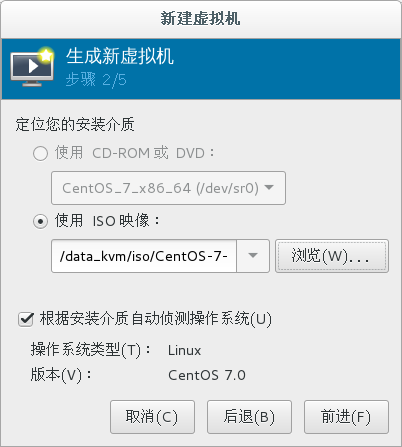 新建虚拟机
生成新虚拟机
步骤 2/5
定位您的安装介质
使用 CD-ROM 或 DVD：
CentOS_7_x86_64 (/dev/sr0)
使用 ISO 映像：
/data_kvm/iso/CentOS-7-
浏览(W)...
根据安装介质自动侦测操作系统(U)
操作系统类型(T)： Linux
版本(V)： CentOS 7.0
取消(C) 后退(B) 前进(F)